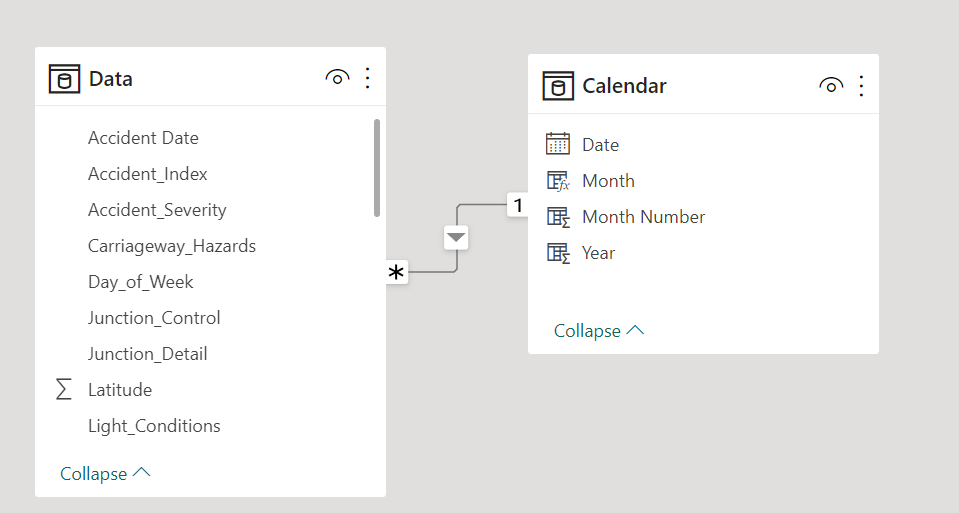 Data
Accident Date
Accident_Index
Accident_Severity
Carriageway_Hazards
Day_of_Week
Junction_Control
Junction_Detail
Latitude
Light_Conditions
Collapse
*
1
Calendar
Date
Month
Month Number
Year
Collapse